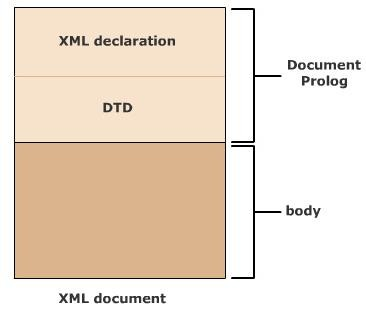 XML declaration
Document
Prolog
DTD
body
XML document